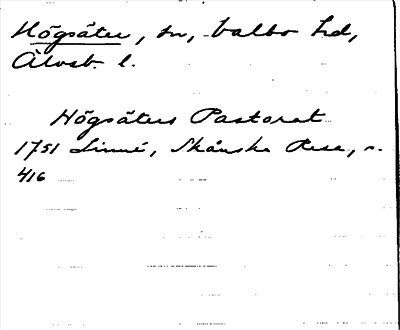 Högsäter, sn, Valbo hd,
Älvsb. l.
Högsäters Pastorat
1751 Linné, Skånska Resa, s.
416